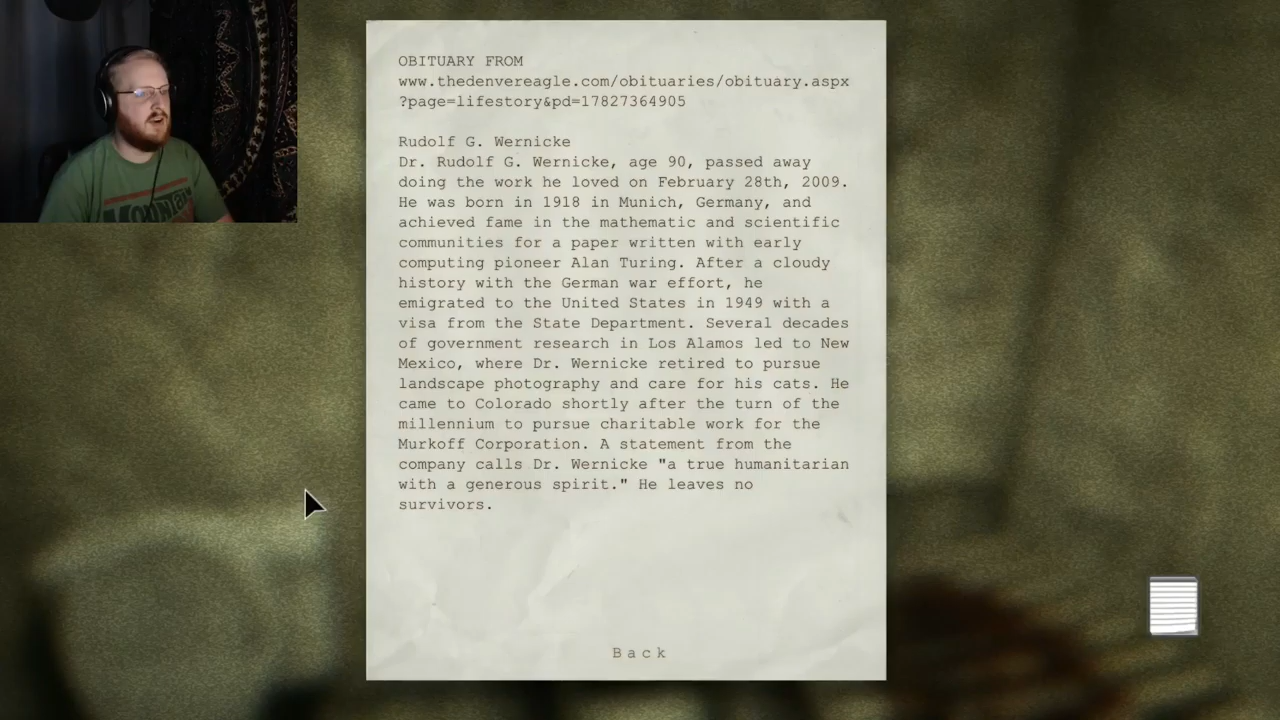 OBITUARY FROM
www.thedenvereagle.com/obituaries/obituary.aspx
?page=lifestory&pd=17827364905
Rudolf G. Wernicke
Dr. Rudolf G. Wernicke, age 90, passed away
doing the work he loved on February 28th, 2009.
He was born in 1918 in Munich, Germany, and
achieved fame in the mathematic and scientific
communities for a paper written with early
computing pioneer Alan Turing. After a cloudy
history with the German war effort, he
emigrated to the United States in 1949 with a
visa from the State Department. Several decades
of government research in Los Alamos led to New
Mexico, where Dr. Wernicke retired to pursue
landscape photography and care for his cats. He
came to Colorado shortly after the turn of the
millennium to pursue charitable work for the
Murkoff Corporation. A statement from the
company calls Dr. Wernicke "a true humanitarian
with a generous spirit." He leaves no
survivors.
Back